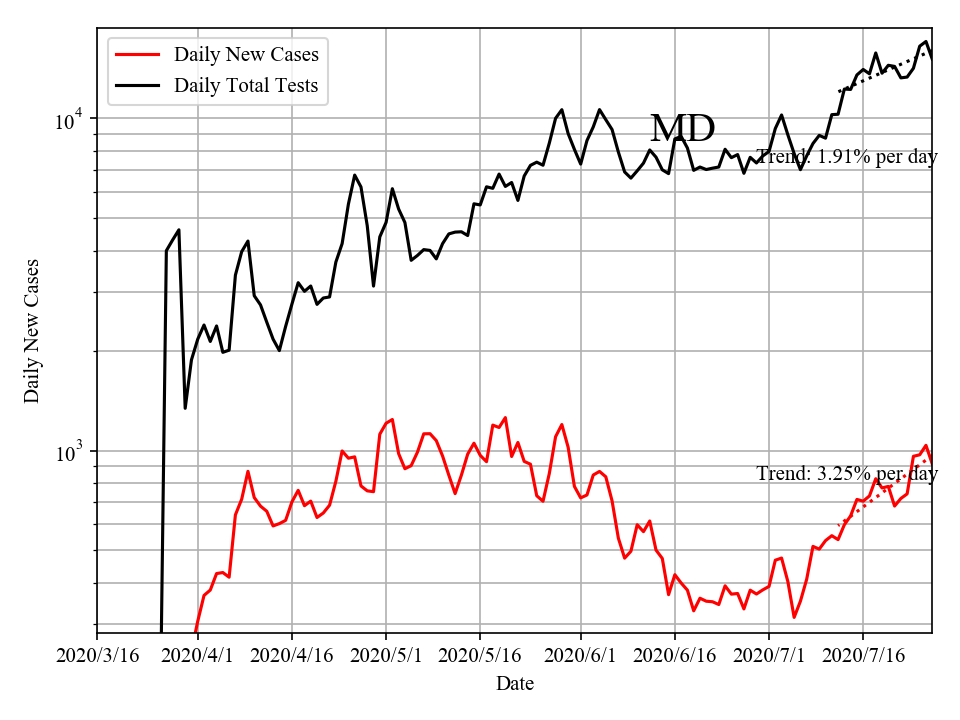 Daily New Cases
Daily Total Tests
10^4
MD
Trend: 1.91% per day
Daily New Cases
10^3
Trend: 3.25% per day
2020/3/16 2020/4/1 2020/4/16 2020/5/1 2020/5/16 2020/6/1 2020/6/16 2020/7/1 2020/7/16
Date